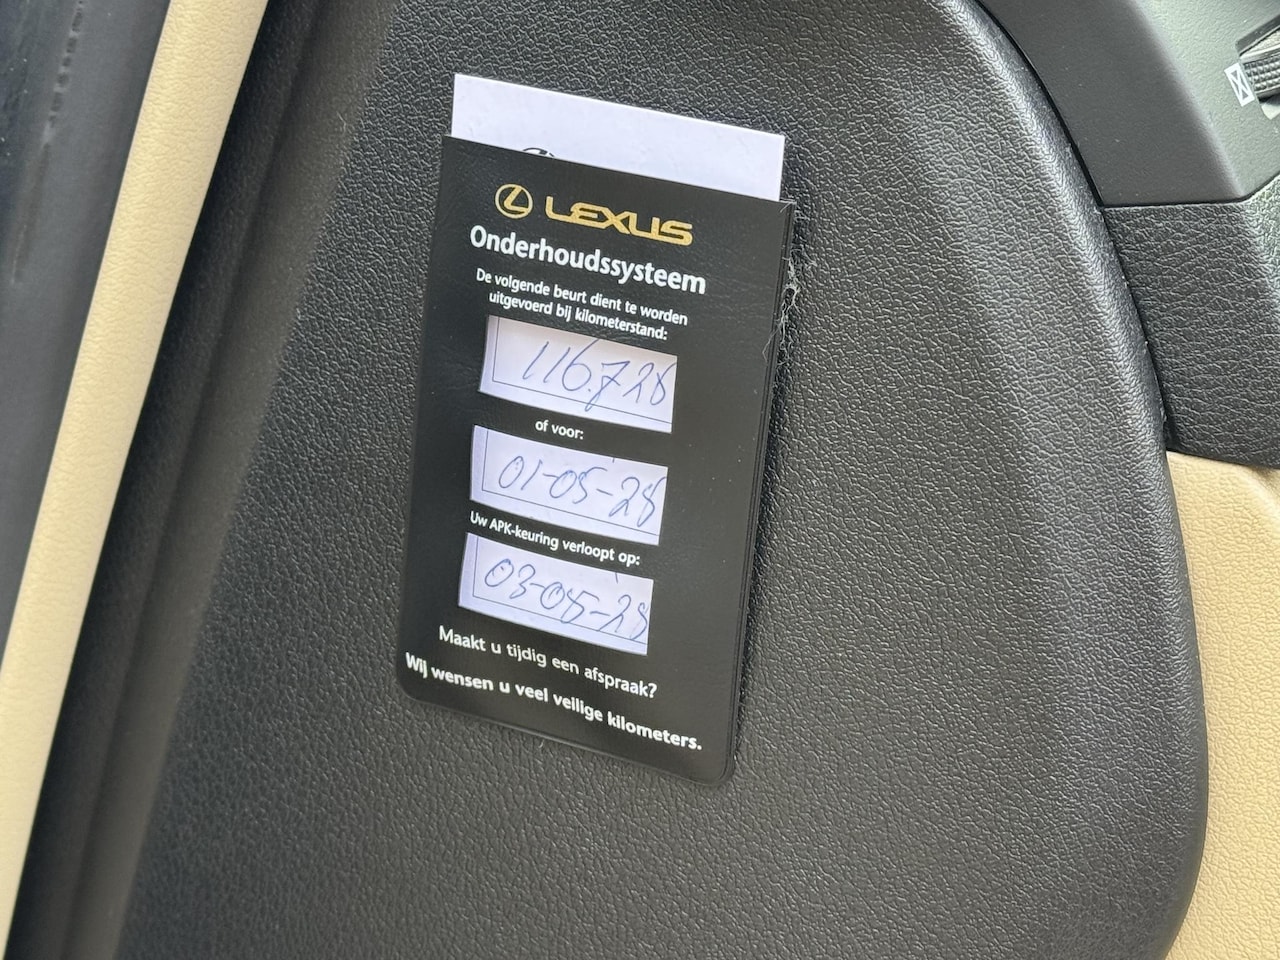 LEXUS
Onderhoudssysteem
De volgende beurt dient te worden
uitgevoerd bij kilometerstand:
116.728
of voor:
01-05-'28
Uw APK-keuring verloopt op:
03-05-'28
Maakt u tijdig een afspraak?
Wij wensen u veel veilige kilometers.